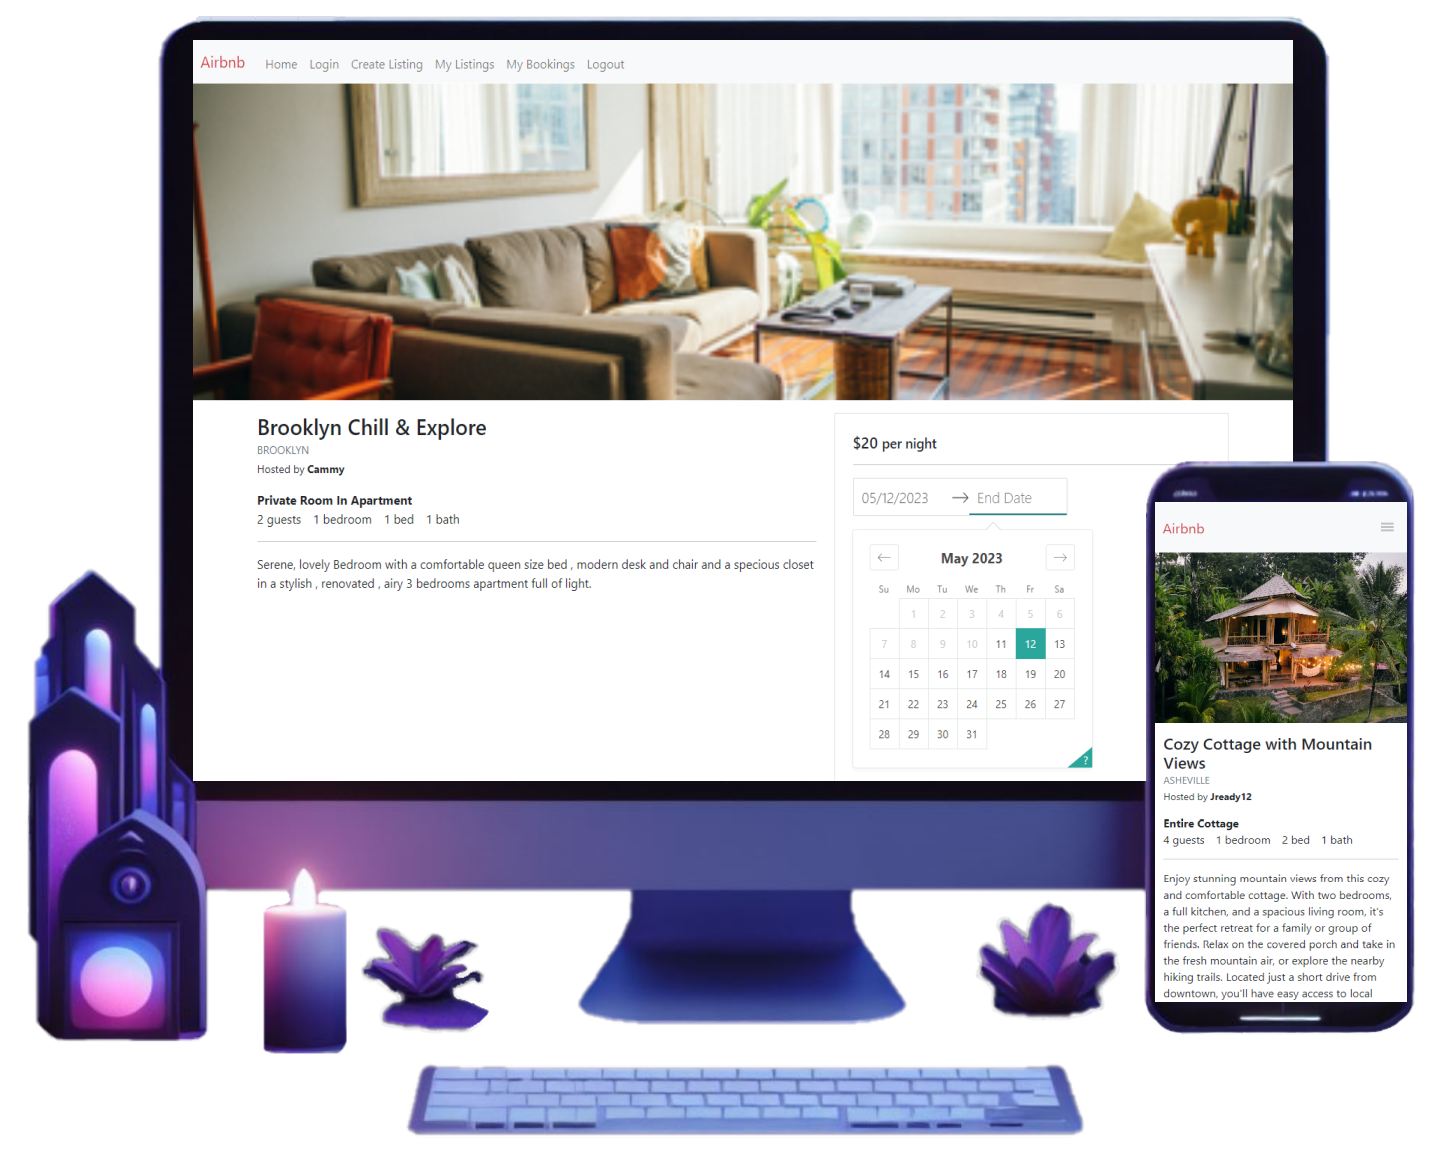 Airbnb Home Login Create Listing My Listings My Bookings Logout
Brooklyn Chill & Explore
BROOKLYN
Hosted by Cammy
Private Room In Apartment
2 guests 1 bedroom 1 bed 1 bath
Serene, lovely Bedroom with a comfortable queen size bed , modern desk and chair and a specious closet
in a stylish , renovated , airy 3 bedrooms apartment full of light.
$20 per night
05/12/2023 → End Date
← May 2023 →
Su Mo Tu We Th Fr Sa
1 2 3 4 5 6
7 8 9 10 11 12 13
14 15 16 17 18 19 20
21 22 23 24 25 26 27
28 29 30 31
?
Airbnb
Cozy Cottage with Mountain
Views
ASHEVILLE
Hosted by Jready12
Entire Cottage
4 guests 1 bedroom 2 bed 1 bath
Enjoy stunning mountain views from this cozy
and comfortable cottage. With two bedrooms,
a full kitchen, and a spacious living room, it's
the perfect retreat for a family or group of
friends. Relax on the covered porch and take in
the fresh mountain air, or explore the nearby
hiking trails. Located just a short drive from
downtown, you'll have easy access to local